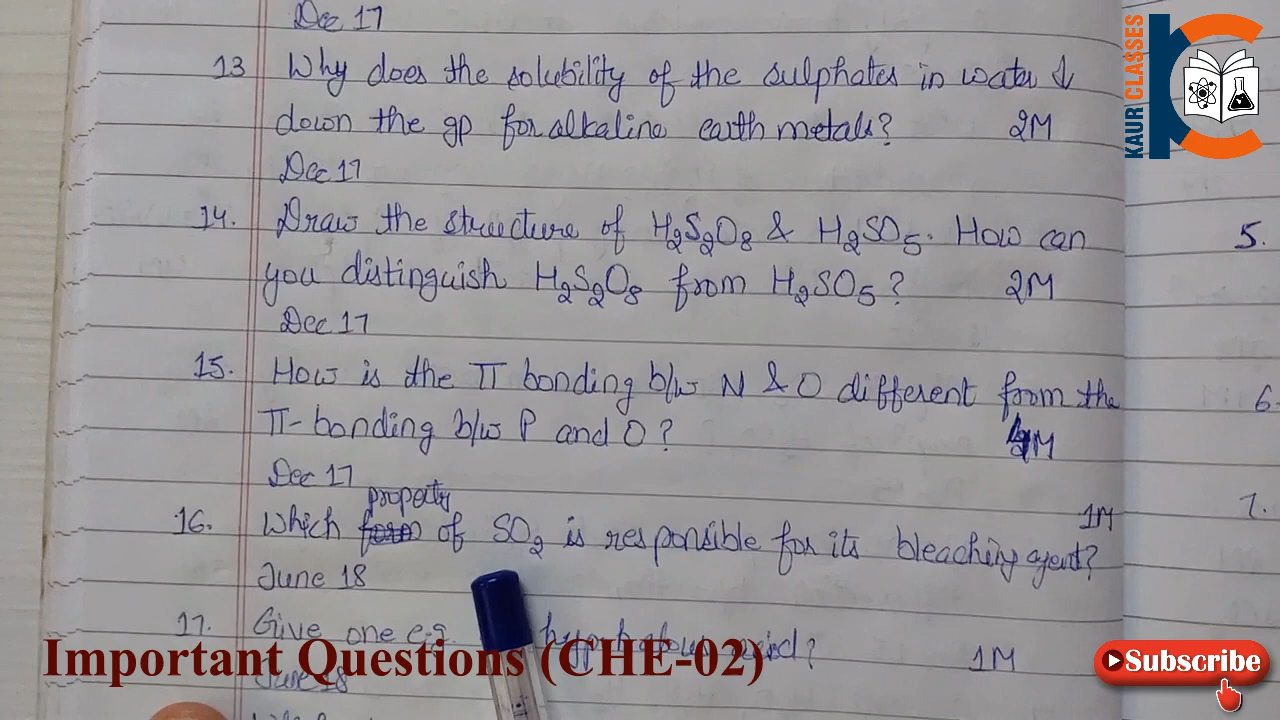 Dec 17
13 Why does the solubility of the sulphates in water ↓
down the gp for alkaline earth metals? 2M
Dec 17
14. Draw the structure of H₂S₂O₈ & H₂SO₅. How can
you distinguish H₂S₂O₈ from H₂SO₅? 2M
Dec 17
15. How is the π bonding b/w N & O different from the
π-bonding b/w P and O? M
Dec 17
property
16. Which of SO₂ is responsible for its bleaching agent? 1M
June 18
17. Give one e.g. 1M
June 18
5.
6.
7.
KAUR CLASSES
Important Questions (CHE-02)
Subscribe